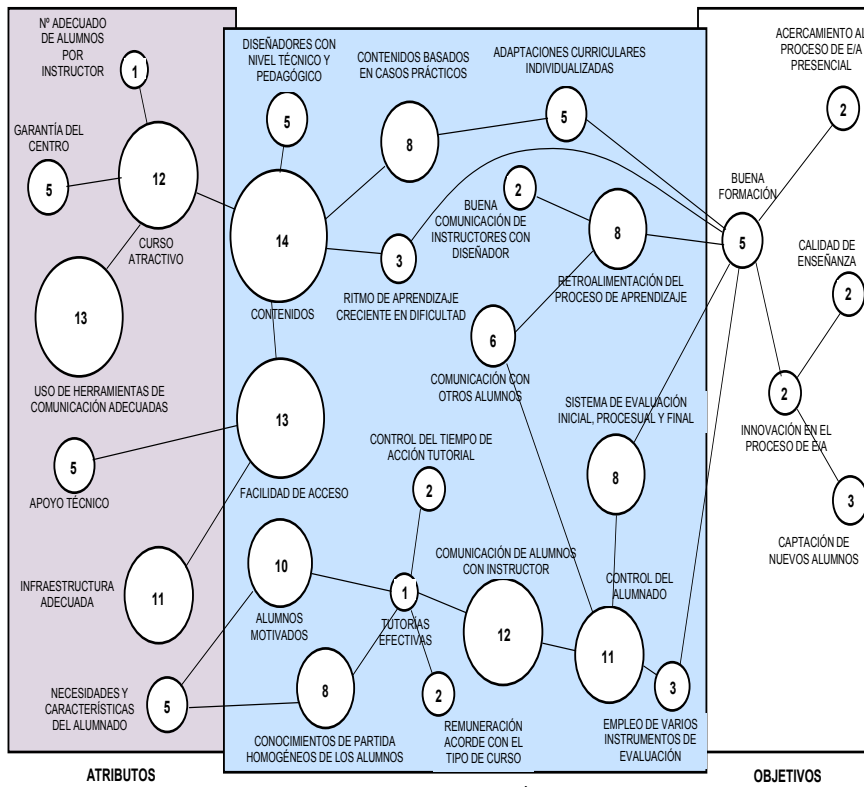 Nº ADECUADO
DE ALUMNOS
POR
INSTRUCTOR
1
GARANTÍA DEL
CENTRO
5
12
CURSO
ATRACTIVO
13
USO DE HERRAMIENTAS DE
COMUNICACIÓN ADECUADAS
5
APOYO TÉCNICO
INFRAESTRUCTURA
ADECUADA
11
NECESIDADES Y
CARACTERÍSTICAS
DEL ALUMNADO
5
ATRIBUTOS
DISEÑADORES CON
NIVEL TÉCNICO Y
PEDAGÓGICO
5
CONTENIDOS BASADOS
EN CASOS PRÁCTICOS
8
ADAPTACIONES CURRICULARES
INDIVIDUALIZADAS
5
14
CONTENIDOS
3
RITMO DE APRENDIZAJE
CRECIENTE EN DIFICULTAD
2
BUENA
COMUNICACIÓN DE
INSTRUCTORES CON
DISEÑADOR
8
RETROALIMENTACIÓN DEL
PROCESO DE APRENDIZAJE
6
COMUNICACIÓN CON
OTROS ALUMNOS
13
FACILIDAD DE ACCESO
CONTROL DEL TIEMPO DE
ACCIÓN TUTORIAL
2
SISTEMA DE EVALUACIÓN
INICIAL, PROCESUAL Y FINAL
8
10
ALUMNOS
MOTIVADOS
1
TUTORÍAS
EFECTIVAS
COMUNICACIÓN DE ALUMNOS
CON INSTRUCTOR
12
CONTROL DEL
ALUMNADO
11
8
CONOCIMIENTOS DE PARTIDA
HOMOGÉNEOS DE LOS ALUMNOS
2
REMUNERACIÓN
ACORDE CON EL
TIPO DE CURSO
3
EMPLEO DE VARIOS
INSTRUMENTOS DE
EVALUACIÓN
ACERCAMIENTO AL
PROCESO DE E/A
PRESENCIAL
2
BUENA
FORMACIÓN
5
CALIDAD DE
ENSEÑANZA
2
2
INNOVACIÓN EN EL
PROCESO DE E/A
3
CAPTACIÓN DE
NUEVOS ALUMNOS
OBJETIVOS